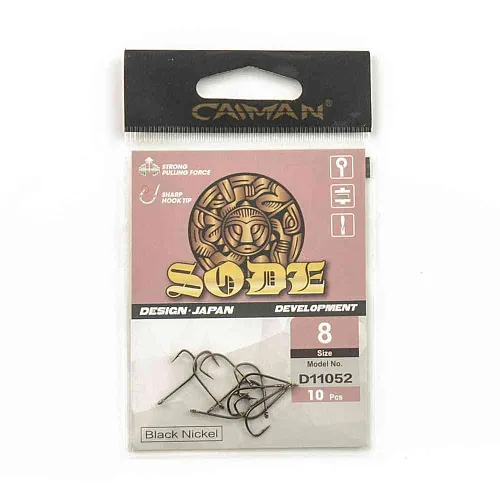 CAIMAN
STRONG
PULLING FORCE
SHARP
HOOK TIP
SODE
DESIGN·JAPAN DEVELOPMENT
8
Size
Model No.
D11052
10 Pcs
Black Nickel